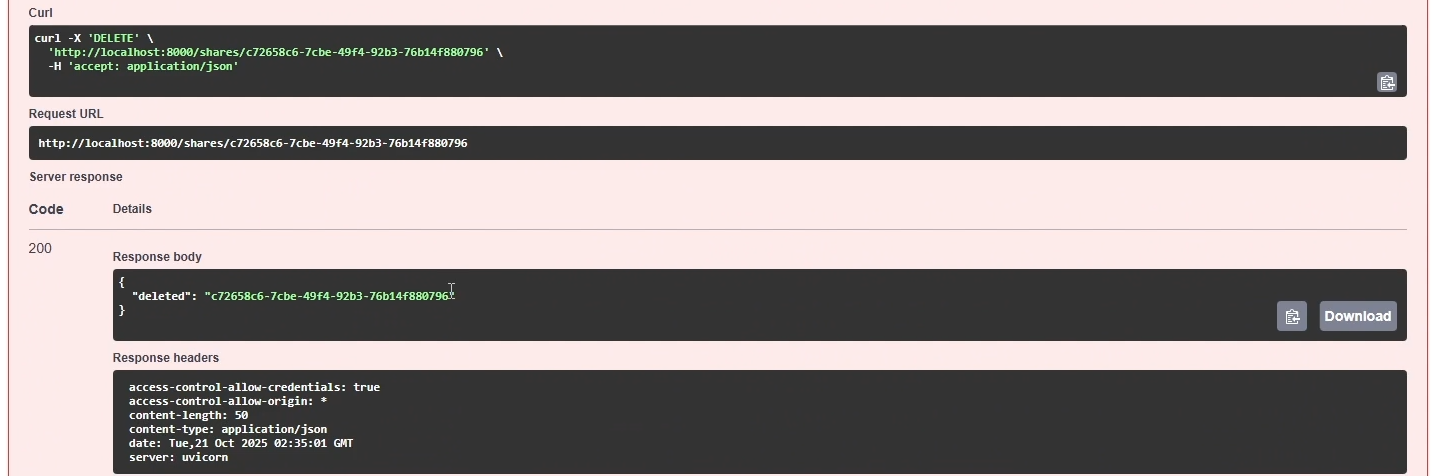 Curl
curl -X 'DELETE' \
'http://localhost:8000/shares/c72658c6-7cbe-49f4-92b3-76b14f880796' \
-H 'accept: application/json'
Request URL
http://localhost:8000/shares/c72658c6-7cbe-49f4-92b3-76b14f880796
Server response
Code Details
200
Response body
{
"deleted": "c72658c6-7cbe-49f4-92b3-76b14f880796"
}
Download
Response headers
access-control-allow-credentials: true
access-control-allow-origin: *
content-length: 50
content-type: application/json
date: Tue,21 Oct 2025 02:35:01 GMT
server: uvicorn